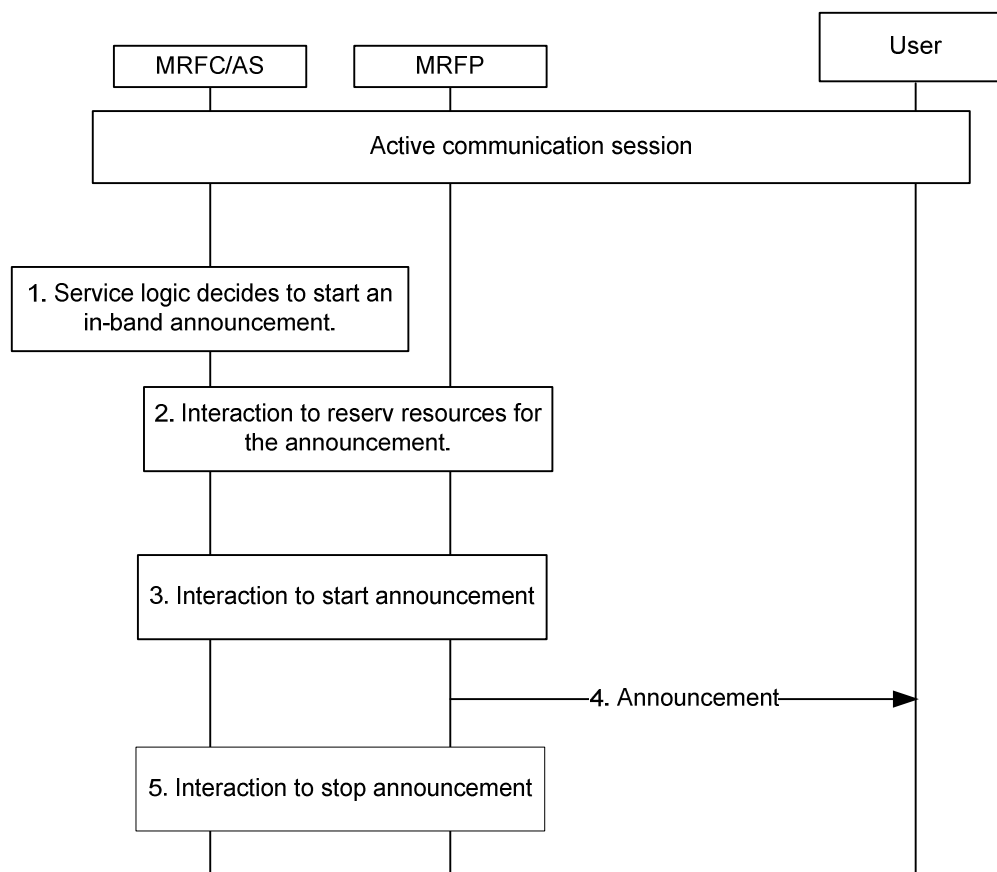 User
MRFC/AS
MRFP
Active communication session
1. Service logic decides to start an
in-band announcement.
2. Interaction to reserv resources for
the announcement.
3. Interaction to start announcement
4. Announcement
5. Interaction to stop announcement